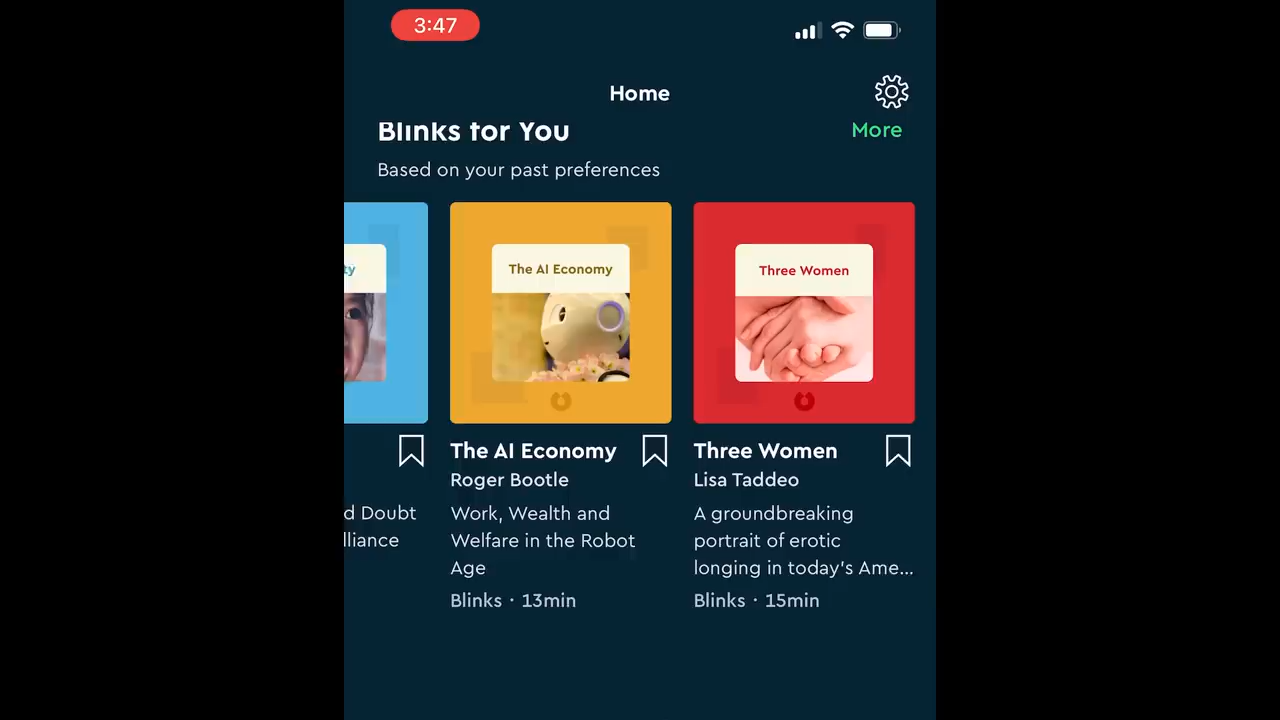 3:47
Home
Blinks for You
More
Based on your past preferences
ty
The AI Economy
Three Women
The AI Economy
Three Women
Roger Bootle
Lisa Taddeo
d Doubt
lliance
Work, Wealth and
Welfare in the Robot
Age
A groundbreaking
portrait of erotic
longing in today's Ame...
Blinks · 13min
Blinks · 15min